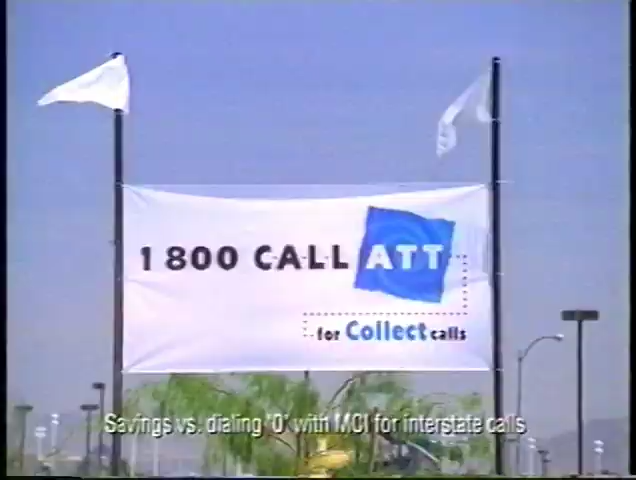 1 800 CALL ATT
for Collect calls
Savings vs. dialing "0" with MCI for interstate calls